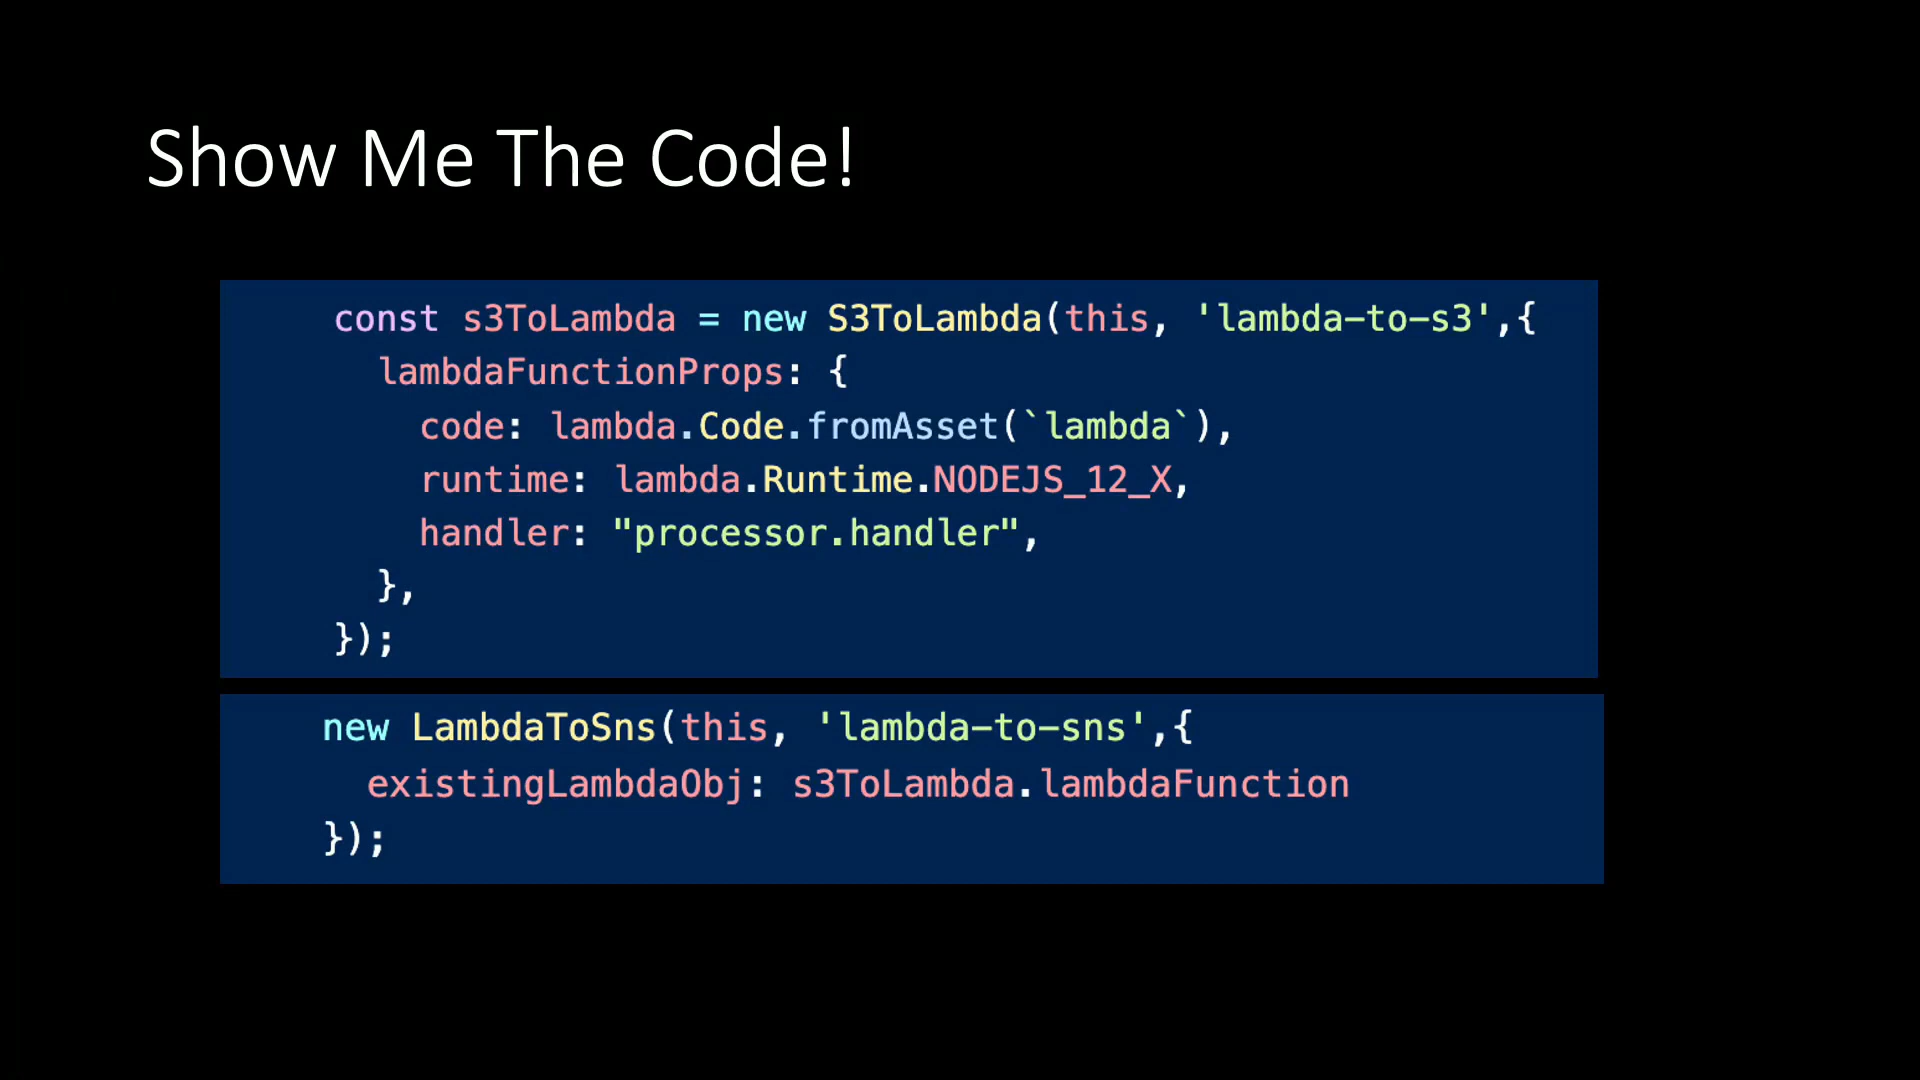 Show Me The Code!
const s3ToLambda = new S3ToLambda(this, 'lambda-to-s3',{
lambdaFunctionProps: {
code: lambda.Code.fromAsset(`lambda`),
runtime: lambda.Runtime.NODEJS_12_X,
handler: "processor.handler",
},
});
new LambdaToSns(this, 'lambda-to-sns',{
existingLambdaObj: s3ToLambda.lambdaFunction
});